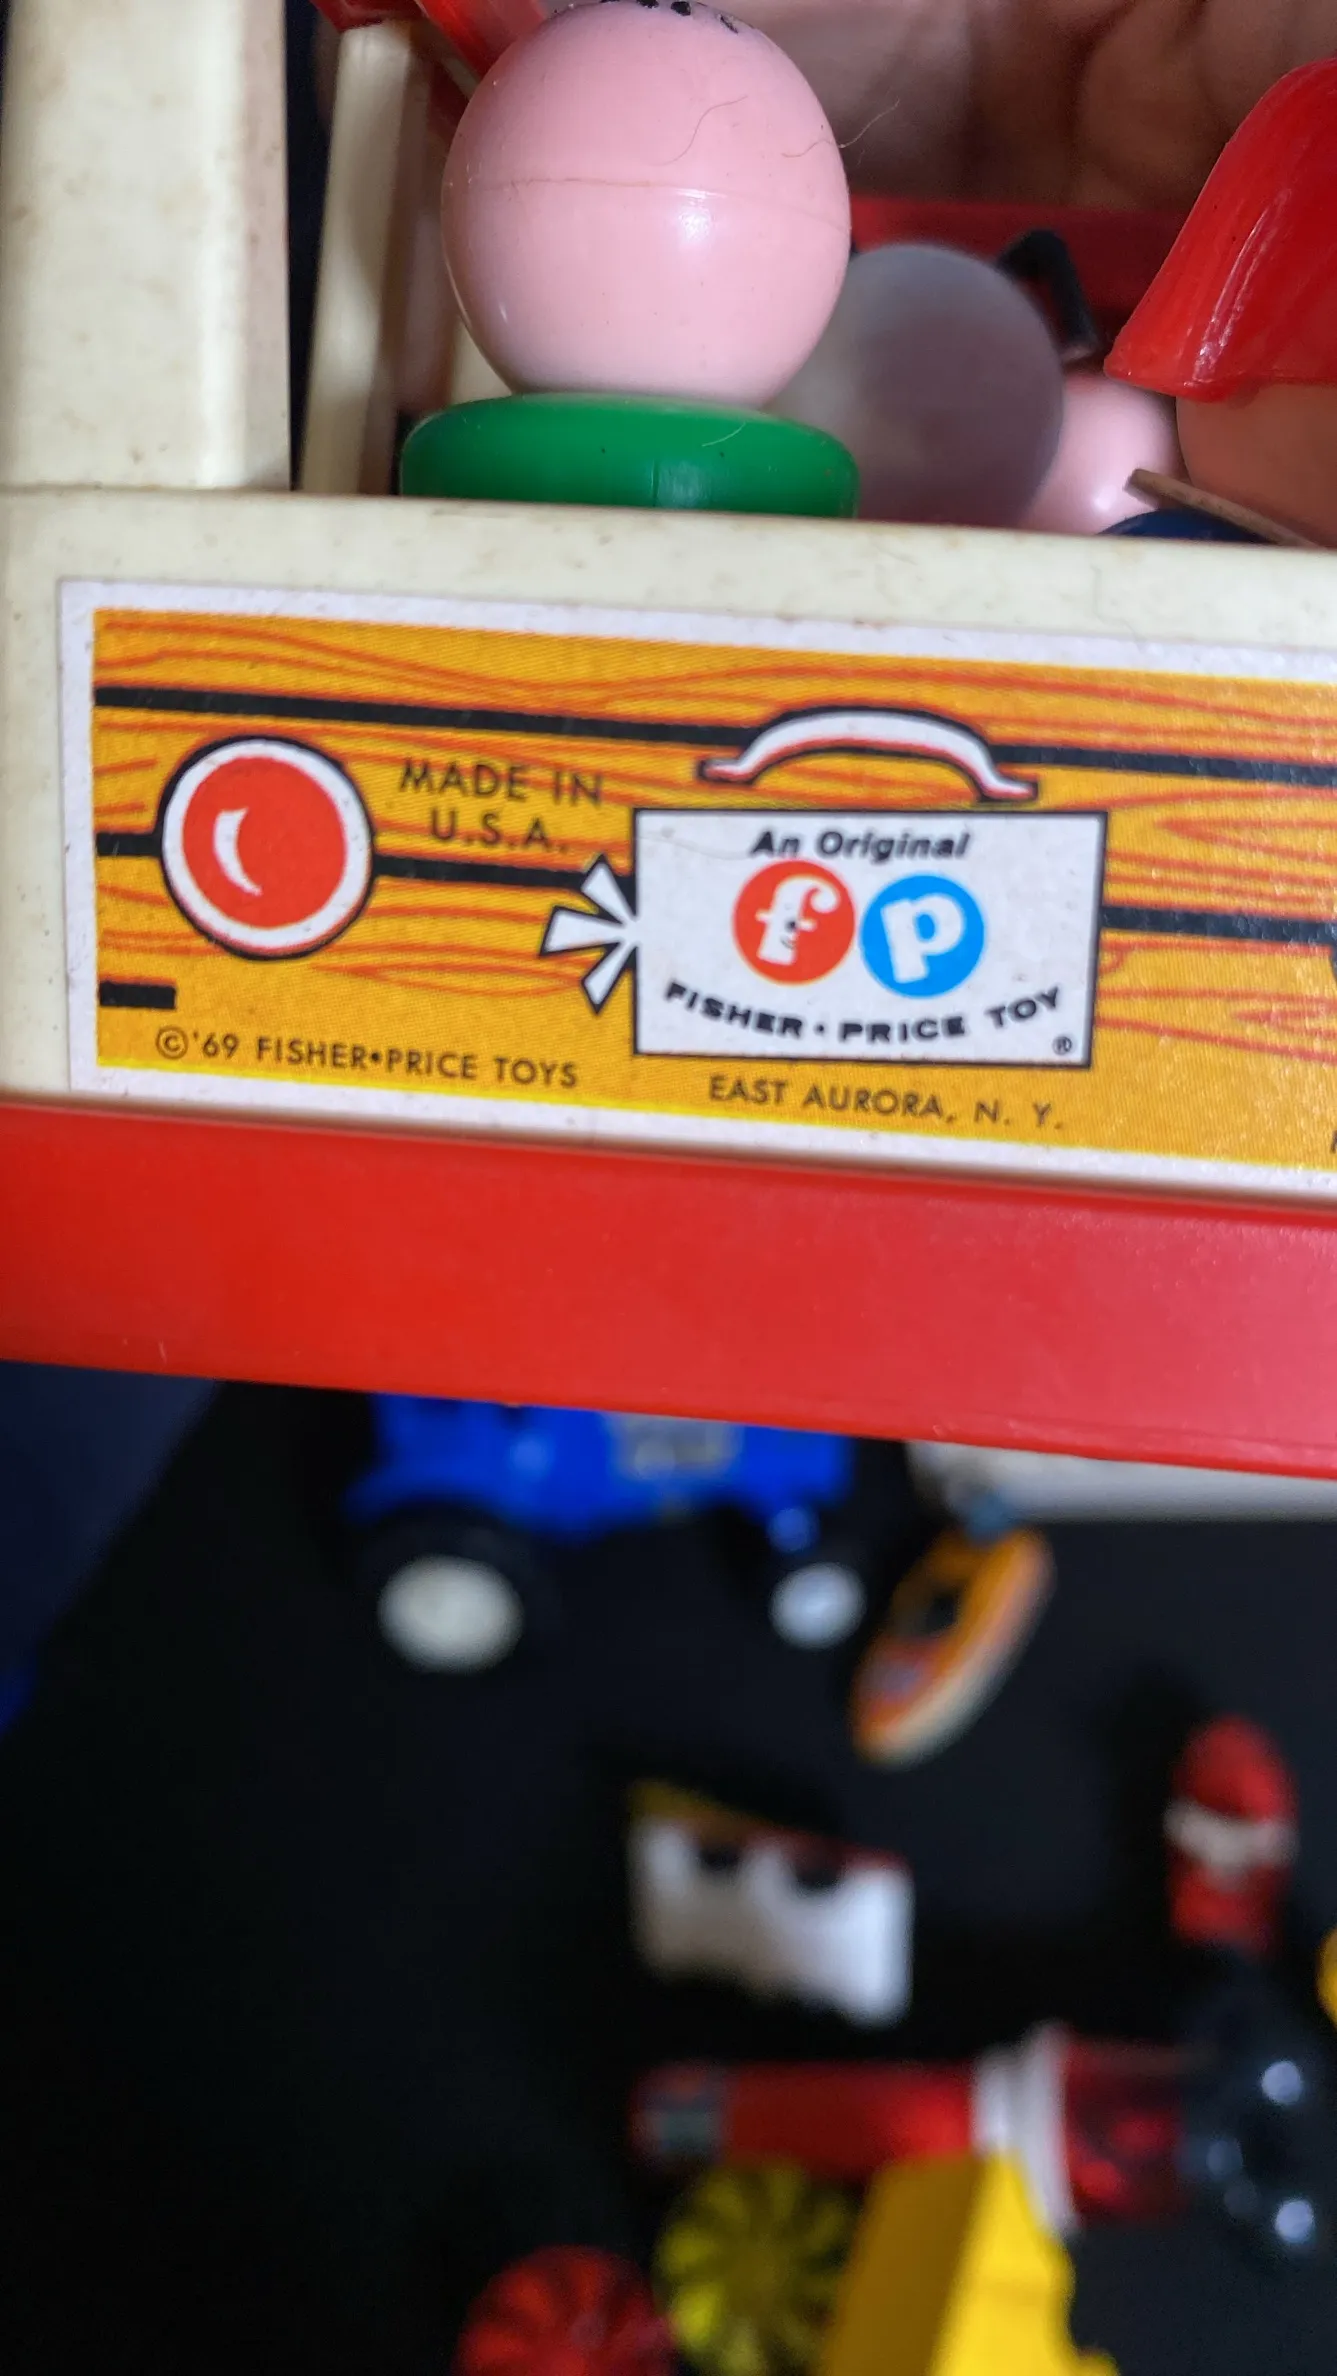 MADE IN
U.S.A.
An Original
fp
FISHER·PRICE TOY
®
©'69 FISHER•PRICE TOYS
EAST AURORA, N. Y.